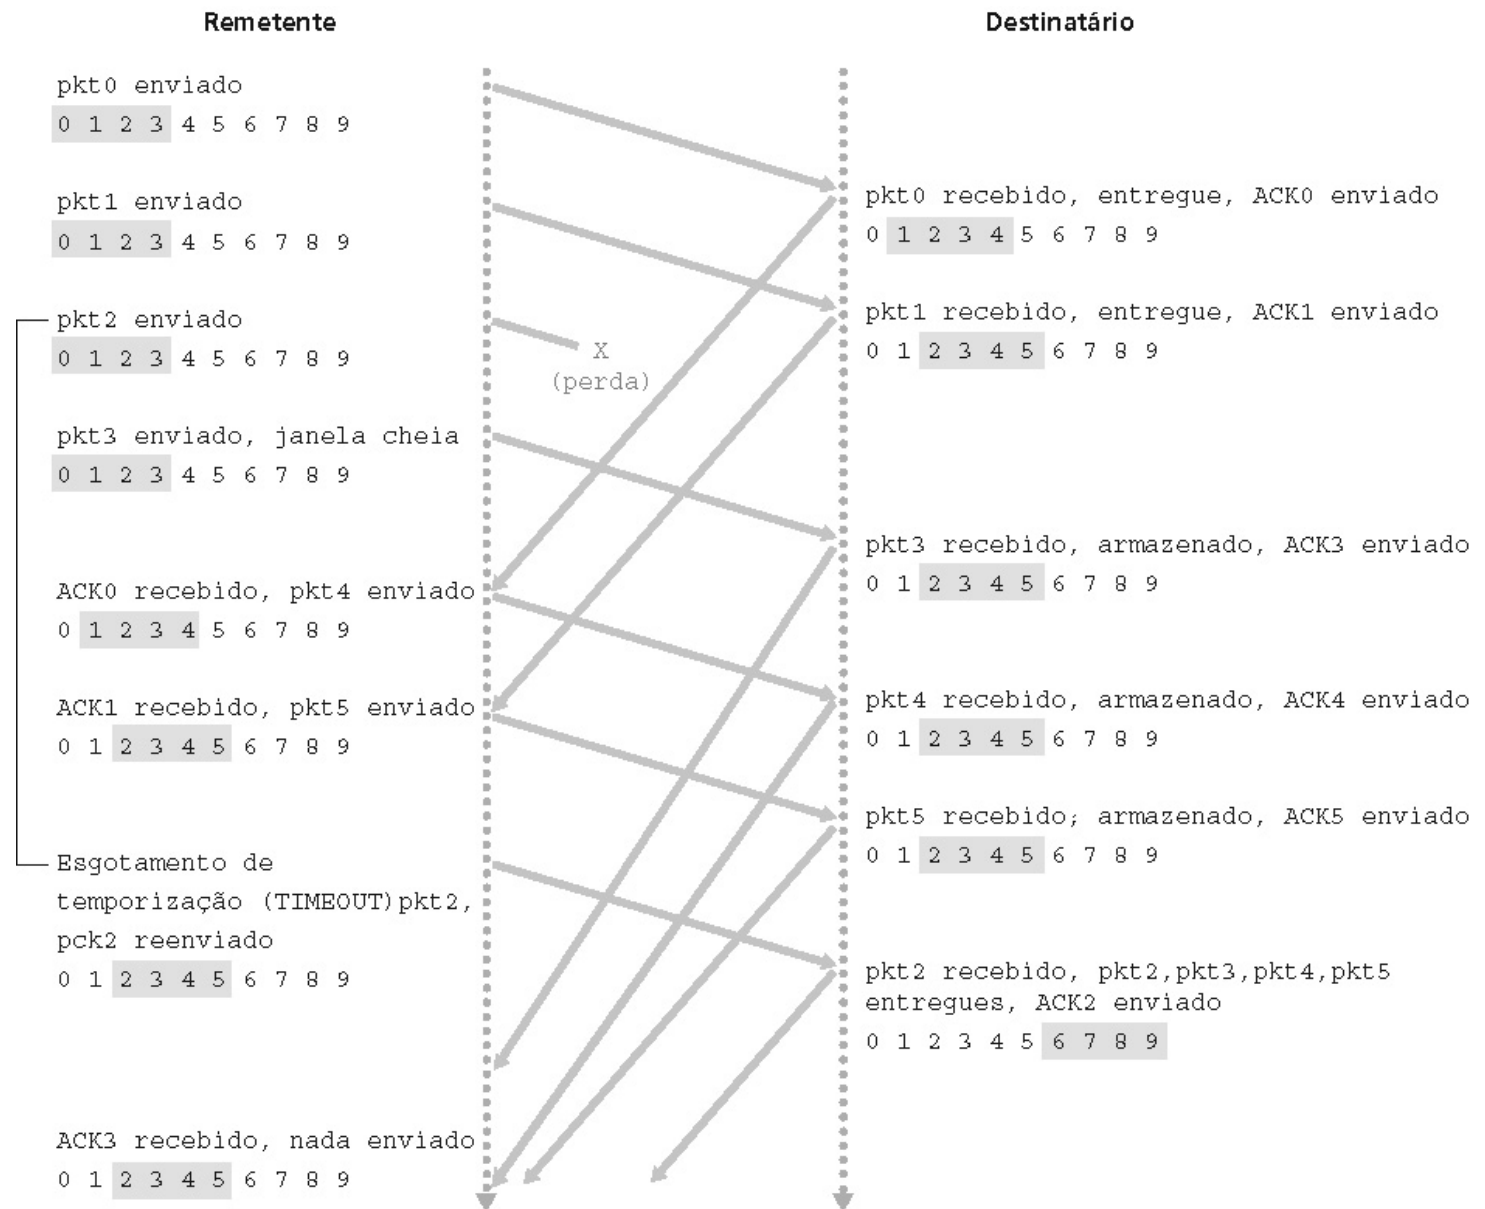 Remetente
Destinatário
pkt0 enviado
0 1 2 3 4 5 6 7 8 9
pkt1 enviado
0 1 2 3 4 5 6 7 8 9
pkt2 enviado
0 1 2 3 4 5 6 7 8 9
pkt3 enviado, janela cheia
0 1 2 3 4 5 6 7 8 9
ACK0 recebido, pkt4 enviado
0 1 2 3 4 5 6 7 8 9
ACK1 recebido, pkt5 enviado
0 1 2 3 4 5 6 7 8 9
Esgotamento de
temporização (TIMEOUT)pkt2,
pck2 reenviado
0 1 2 3 4 5 6 7 8 9
ACK3 recebido, nada enviado
0 1 2 3 4 5 6 7 8 9
X
(perda)
pkt0 recebido, entregue, ACK0 enviado
0 1 2 3 4 5 6 7 8 9
pkt1 recebido, entregue, ACK1 enviado
0 1 2 3 4 5 6 7 8 9
pkt3 recebido, armazenado, ACK3 enviado
0 1 2 3 4 5 6 7 8 9
pkt4 recebido, armazenado, ACK4 enviado
0 1 2 3 4 5 6 7 8 9
pkt5 recebido; armazenado, ACK5 enviado
0 1 2 3 4 5 6 7 8 9
pkt2 recebido, pkt2,pkt3,pkt4,pkt5
entregues, ACK2 enviado
0 1 2 3 4 5 6 7 8 9